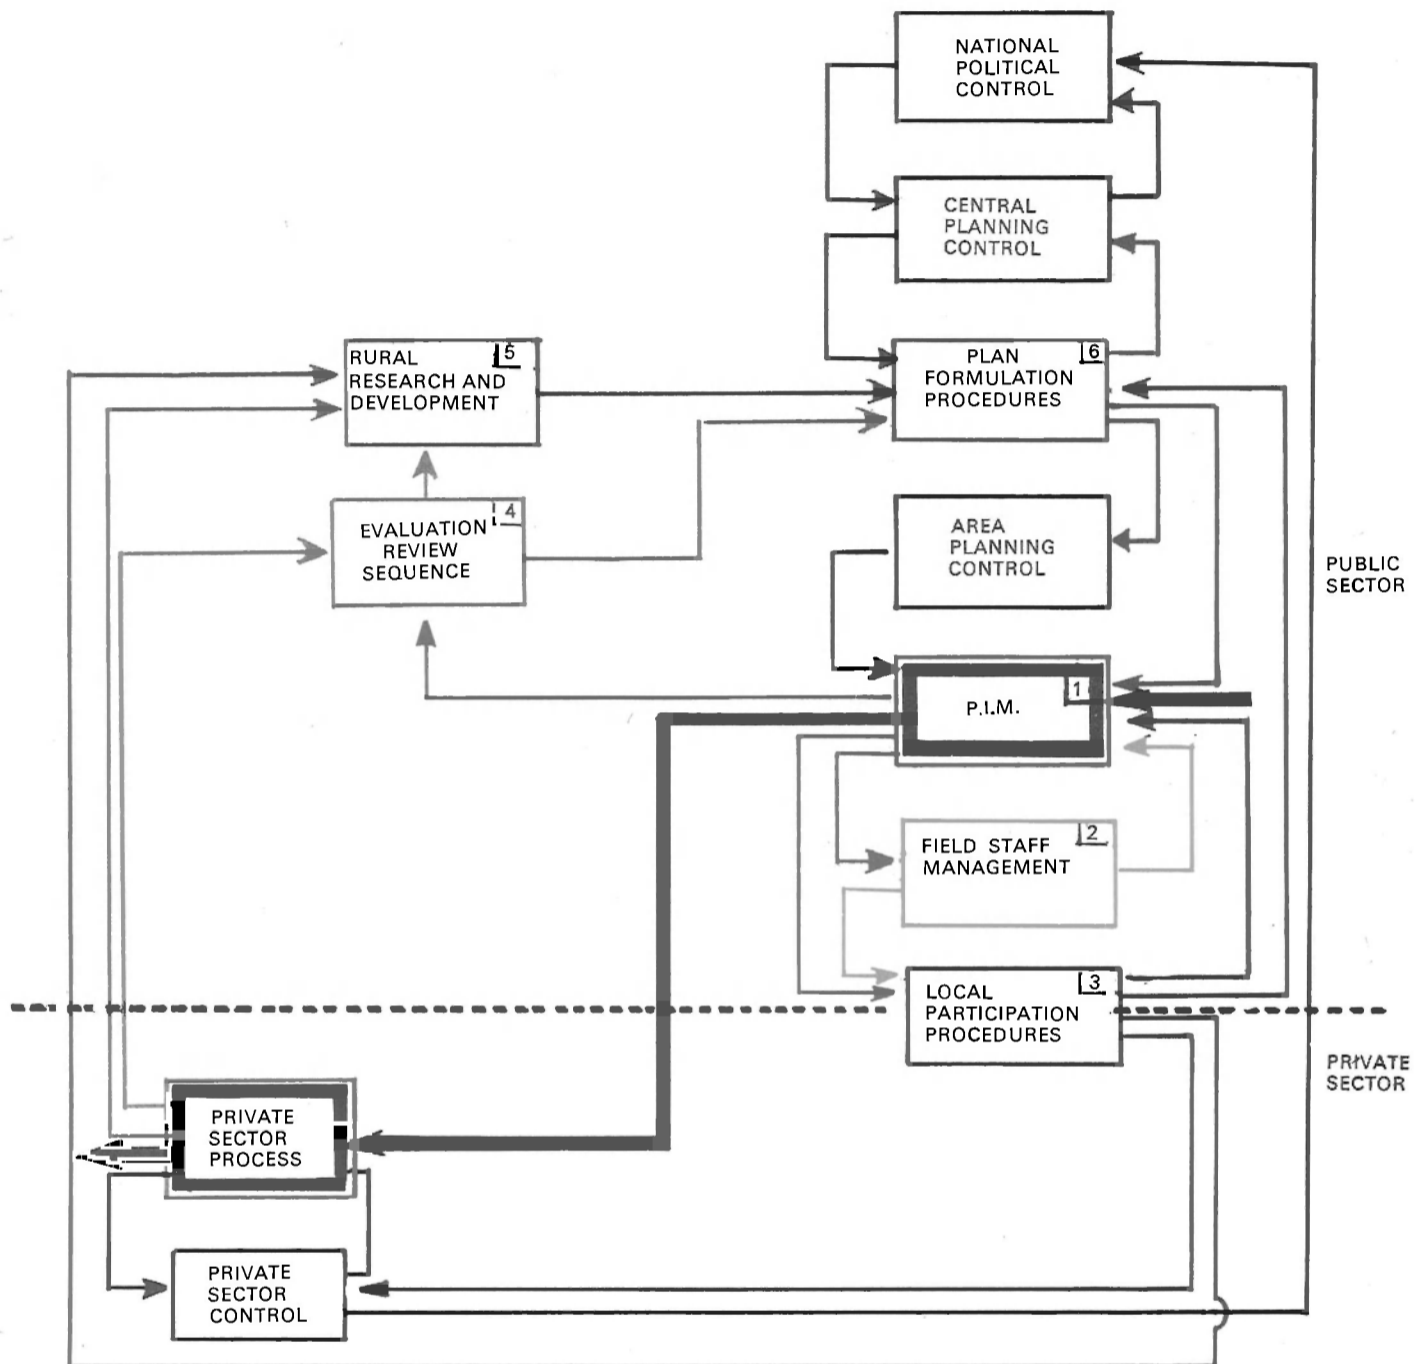 NATIONAL
POLITICAL
CONTROL
CENTRAL
PLANNING
CONTROL
RURAL
5
RESEARCH AND
DEVELOPMENT
PLAN
6
FORMULATION
PROCEDURES
EVALUATION
4
REVIEW
SEQUENCE
AREA
PLANNING
CONTROL
PUBLIC
SECTOR
P.I.M.
1
FIELD STAFF
2
MANAGEMENT
LOCAL
3
PARTICIPATION
PROCEDURES
PRIVATE
SECTOR
PRIVATE
SECTOR
PROCESS
PRIVATE
SECTOR
CONTROL